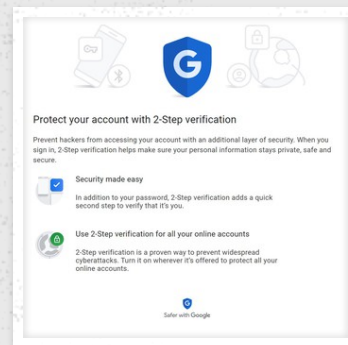 G
Protect your account with 2-Step verification
Prevent hackers from accessing your account with an additional layer of security. When you
sign in, 2-Step verification helps make sure your personal information stays private, safe and
secure.
Security made easy
In addition to your password, 2-Step verification adds a quick
second step to verify that it's you.
Use 2-Step verification for all your online accounts
2-Step verification is a proven way to prevent widespread
cyberattacks. Turn it on wherever it's offered to protect all your
online accounts.
G
Safer with Google